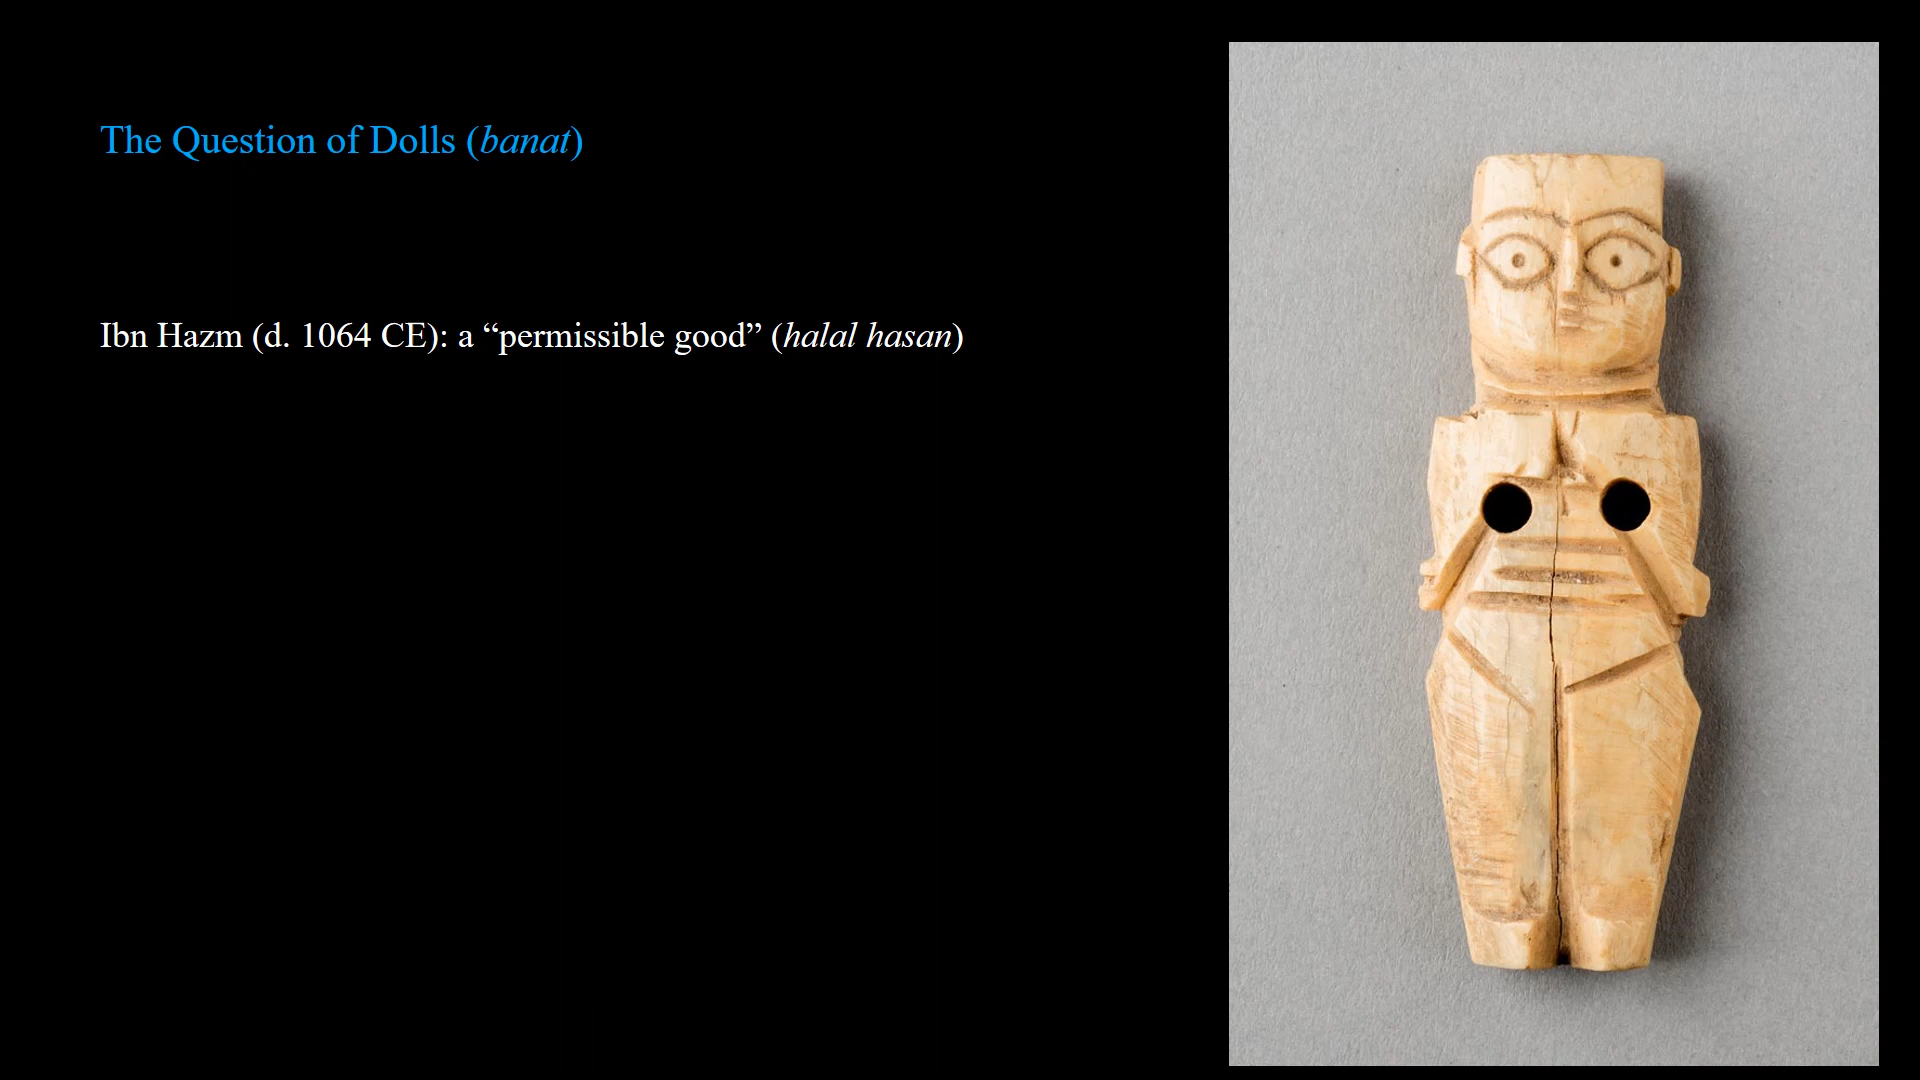 The Question of Dolls (banat)
Ibn Hazm (d. 1064 CE): a “permissible good” (halal hasan)